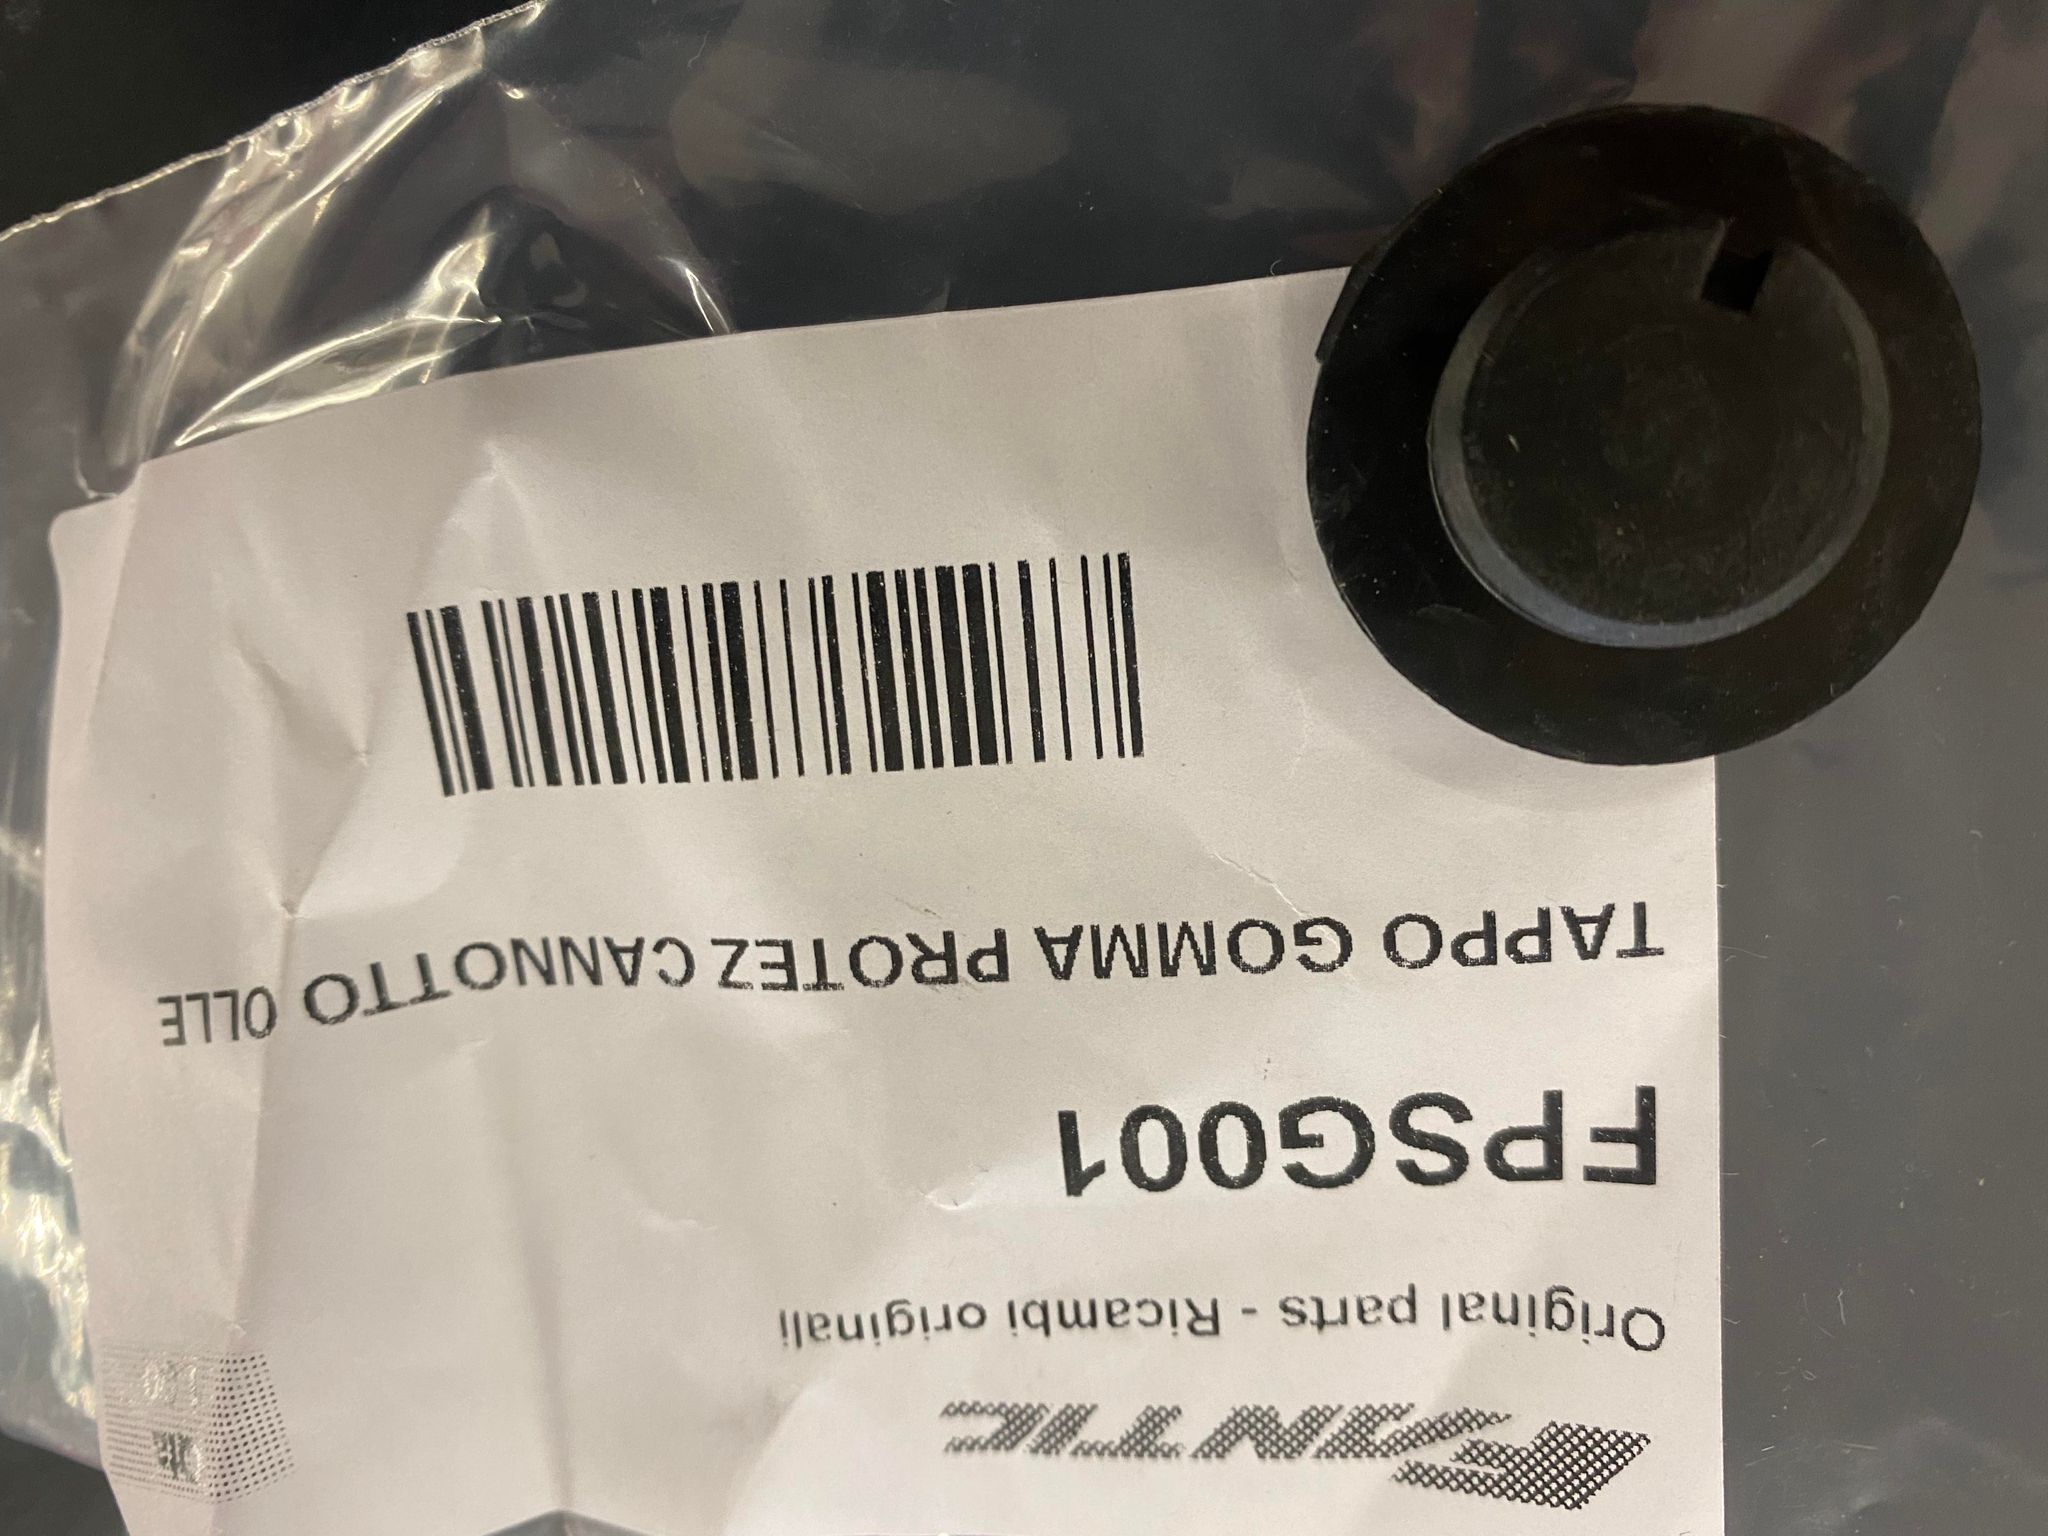 FANTIC
Original parts - Ricambi originali
FPSG001
TAPPO GOMMA PROTEZ CANNOTTO OLLE